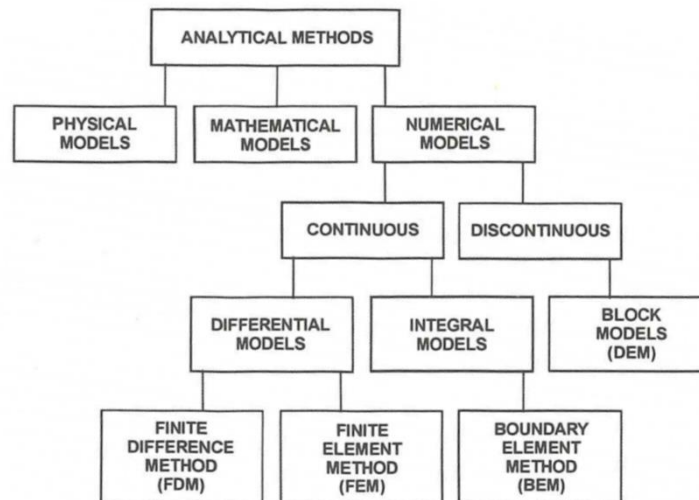 ANALYTICAL METHODS
PHYSICAL
MODELS
MATHEMATICAL
MODELS
NUMERICAL
MODELS
CONTINUOUS
DISCONTINUOUS
DIFFERENTIAL
MODELS
INTEGRAL
MODELS
BLOCK
MODELS
(DEM)
FINITE
DIFFERENCE
METHOD
(FDM)
FINITE
ELEMENT
METHOD
(FEM)
BOUNDARY
ELEMENT
METHOD
(BEM)